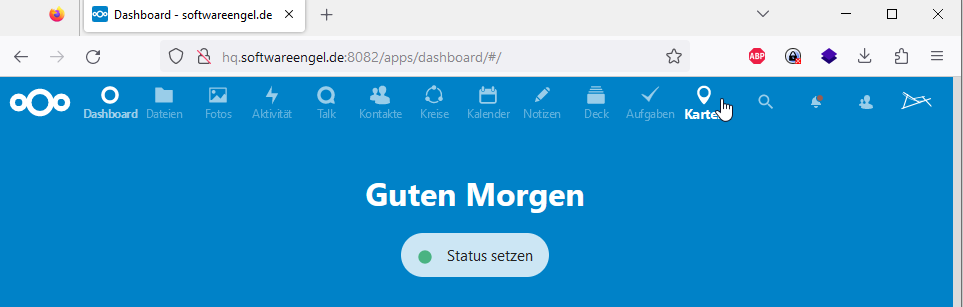 Dashboard - softwareengel.de
hq.softwareengel.de:8082/apps/dashboard/#/
ABP
Dashboard Dateien Fotos Aktivität Talk Kontakte Kreise Kalender Notizen Deck Aufgaben
Guten Morgen
Status setzen